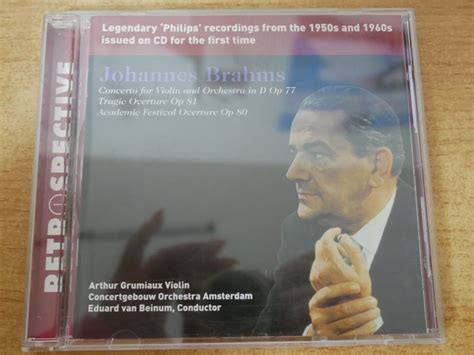 Legendary 'Philips' recordings from the 1950s and 1960s
issued on CD for the first time
Johannes Brahms
Concerto for Violin and Orchestra in D Op 77
Tragic Overture Op 81
Academic Festival Overture Op 80
RETROSPECTIVE
Arthur Grumiaux Violin
Concertgebouw Orchestra Amsterdam
Eduard van Beinum, Conductor